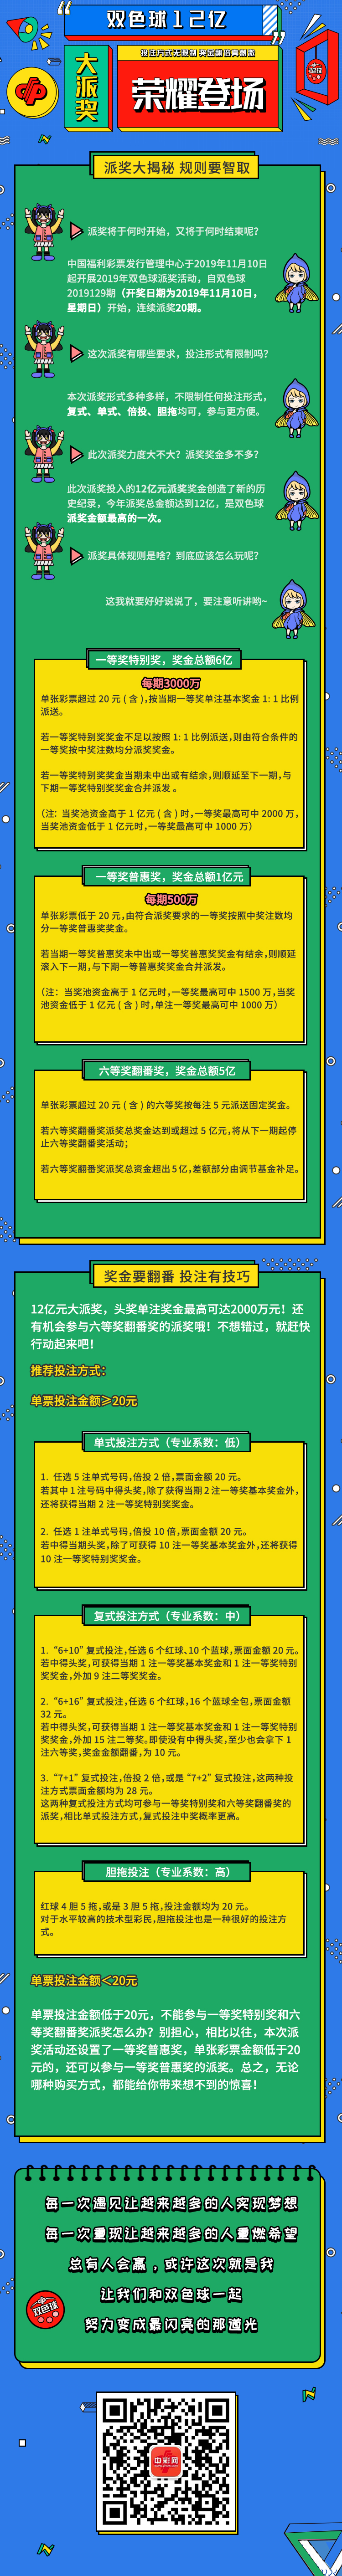 双色球12亿
投注方式无限制 奖金翻倍真情需
大派奖
荣耀登场
双色球
派奖大揭秘 规则要智取
派奖将于何时开始，又将于何时结束呢？
中国福利彩票发行管理中心于2019年11月10日
起开展2019年双色球派奖活动，自双色球
2019129期（开奖日期为2019年11月10日，
星期日）开始，连续派奖20期。
这次派奖有哪些要求，投注形式有限制吗？
本次派奖形式多种多样，不限制任何投注形式，
复式、单式、倍投、胆拖均可，参与更方便。
此次派奖力度大不大？派奖奖金多不多？
此次派奖投入的12亿元派奖奖金创造了新的历
史纪录，今年派奖总金额达到12亿，是双色球
派奖金额最高的一次。
派奖具体规则是啥？到底应该怎么玩呢？
这我就要好好说说了，要注意听讲哟~
一等奖特别奖，奖金总额6亿
每期3000万
单张彩票超过 20 元 ( 含 ),按当期一等奖单注基本奖金 1: 1 比例
派送。
若一等奖特别奖奖金不足以按照 1: 1 比例派送,则由符合条件的
一等奖按中奖注数均分派奖奖金。
若一等奖特别奖奖金当期未中出或有结余,则顺延至下一期,与
下期一等奖特别奖奖金合并派发 。
（注：当奖池资金高于 1 亿元 ( 含 ) 时,一等奖最高可中 2000 万，
当奖池资金低于 1 亿元时,一等奖最高可中 1000 万）
一等奖普惠奖，奖金总额1亿元
每期500万
单张彩票低于 20 元,由符合派奖要求的一等奖按照中奖注数均
分一等奖普惠奖奖金。
若当期一等奖普惠奖未中出或一等奖普惠奖奖金有结余,则顺延
滚入下一期,与下期一等普惠奖奖金合并派发。
（注：当奖池资金高于 1 亿元时,一等奖最高可中 1500 万,当奖
池资金低于 1 亿元 ( 含 ) 时,单注一等奖最高可中 1000 万）
六等奖翻番奖，奖金总额5亿
单张彩票超过 20 元 ( 含 ) 的六等奖按每注 5 元派送固定奖金。
若六等奖翻番奖派奖总奖金达到或超过 5 亿元,将从下一期起停
止六等奖翻番奖活动；
若六等奖翻番奖派奖总资金超出 5 亿,差额部分由调节基金补足。
奖金要翻番 投注有技巧
12亿元大派奖，头奖单注奖金最高可达2000万元！还
有机会参与六等奖翻番奖的派奖哦！不想错过，就赶快
行动起来吧！
推荐投注方式：
单票投注金额≥20元
单式投注方式（专业系数：低）
1. 任选 5 注单式号码,倍投 2 倍,票面金额 20 元。
若其中 1 注号码中得头奖,除了获得当期 2 注一等奖基本奖金外,
还将获得当期 2 注一等奖特别奖奖金。
2. 任选 1 注单式号码,倍投 10 倍,票面金额 20 元。
若中得当期头奖,除了可获得 10 注一等奖基本奖金外,还将获得
10 注一等奖特别奖奖金。
复式投注方式（专业系数：中）
1. “6+10” 复式投注,任选 6 个红球、10 个蓝球,票面金额 20 元。
若中得头奖,可获得当期 1 注一等奖基本奖金和 1 注一等奖特别
奖奖金,外加 9 注二等奖奖金。
2. “6+16” 复式投注,任选 6 个红球,16 个蓝球全包,票面金额
32 元。
若中得头奖,可获得当期 1 注一等奖基本奖金和 1 注一等奖特别
奖奖金,外加 15 注二等奖。即使没有中得头奖,至少也会拿下 1
注六等奖,奖金金额翻番,为 10 元。
3. “7+1” 复式投注,倍投 2 倍,或是 “7+2” 复式投注,这两种投
注方式票面金额均为 28 元。
这两种复式投注方式均可参与一等奖特别奖和六等奖翻番奖的
派奖,相比单式投注方式,复式投注中奖概率更高。
胆拖投注（专业系数：高）
红球 4 胆 5 拖,或是 3 胆 5 拖,投注金额均为 20 元。
对于水平较高的技术型彩民,胆拖投注也是一种很好的投注方
式。
单票投注金额＜20元
单票投注金额低于20元，不能参与一等奖特别奖和六
等奖翻番奖派奖怎么办？别担心，相比以往，本次派
奖活动还设置了一等奖普惠奖，单张彩票金额低于20
元的，还可以参与一等奖普惠奖的派奖。总之，无论
哪种购买方式，都能给你带来想不到的惊喜！
每一次遇见让越来越多的人实现梦想
每一次重现让越来越多的人重燃希望
总有人会赢，或许这次就是我
让我们和双色球一起
努力变成最闪亮的那道光
双色球
中彩网